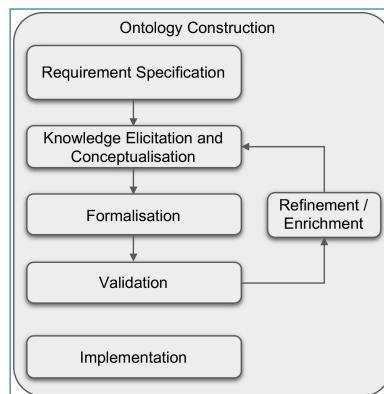 Ontology Construction
Requirement Specification
Knowledge Elicitation and
Conceptualisation
Formalisation
Refinement /
Enrichment
Validation
Implementation